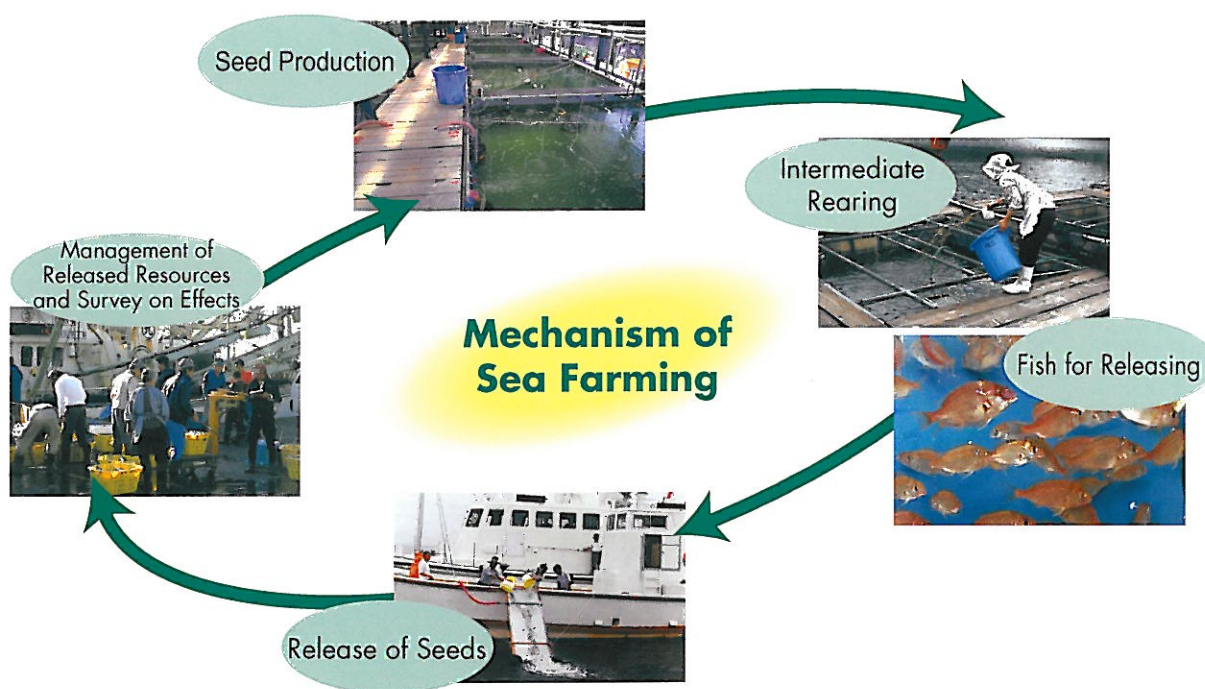 Seed Production
Intermediate
Rearing
Fish for Releasing
Release of Seeds
Management of
Released Resources
and Survey on Effects
Mechanism of
Sea Farming